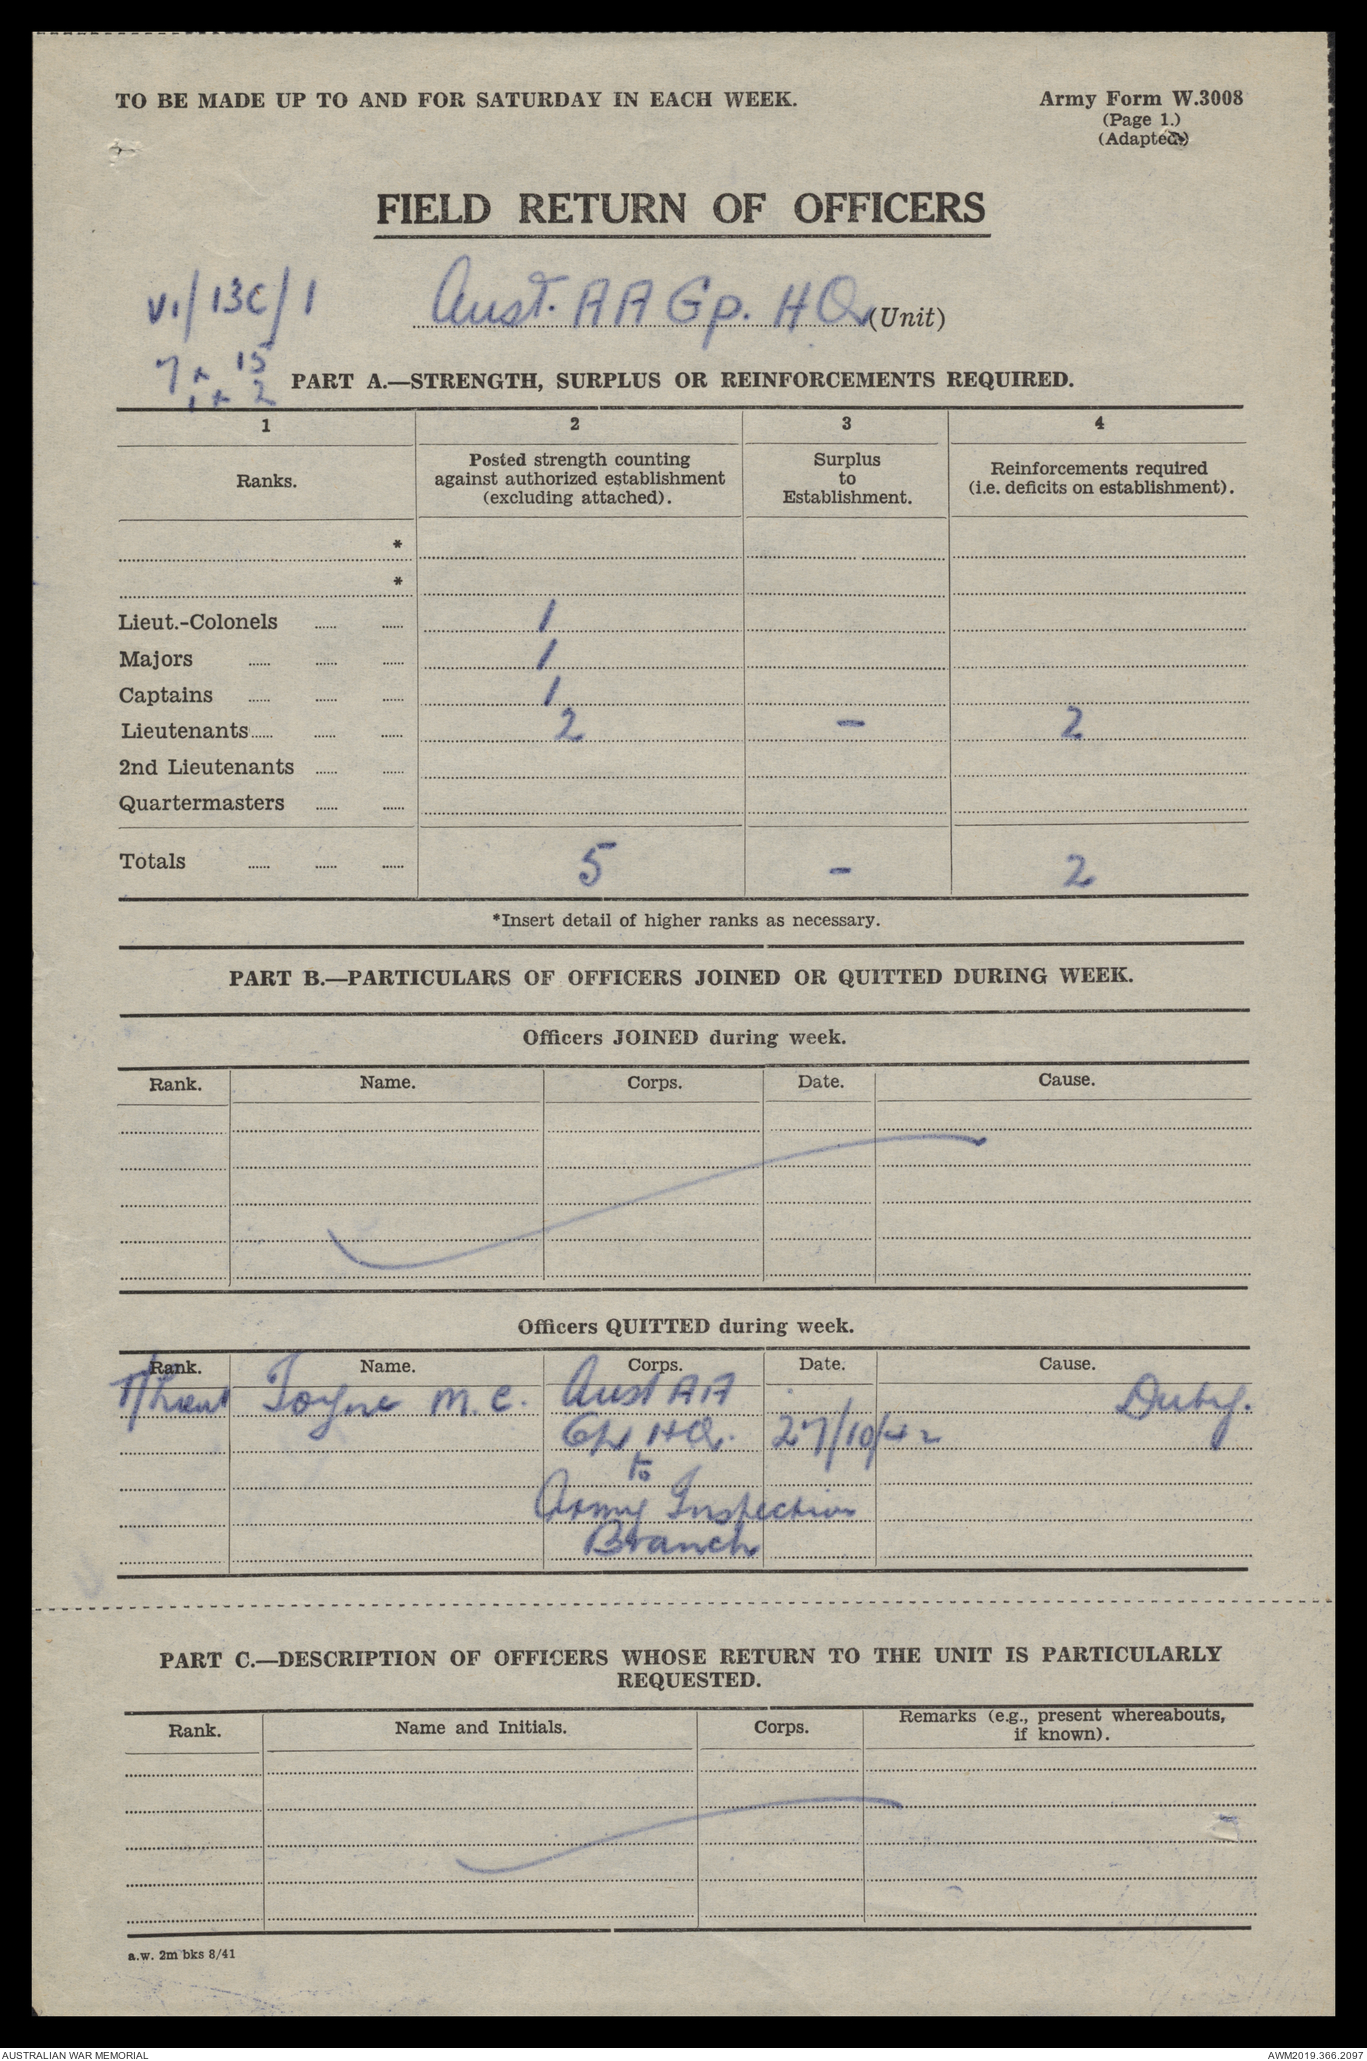 TO BE MADE UP TO AND FOR SATURDAY IN EACH WEEK.
Army Form W.3008
(Page 1.)
(Adapted.)
FIELD RETURN OF OFFICERS
VI/13C/1
Aust. AA Gp. HQ (Unit)
7 x 15
1 x 2
PART A.—STRENGTH, SURPLUS OR REINFORCEMENTS REQUIRED.
1 2 3 4
Ranks.
Posted strength counting
against authorized establishment
(excluding attached).
Surplus
to
Establishment.
Reinforcements required
(i.e. deficits on establishment).
*
*
Lieut.-Colonels ...... ...... 1
Majors ...... ...... ...... 1
Captains ...... ...... ...... 1
Lieutenants ...... ...... ...... 2 - 2
2nd Lieutenants ...... ......
Quartermasters ...... ......
Totals ...... ...... ...... 5 - 2
*Insert detail of higher ranks as necessary.
PART B.—PARTICULARS OF OFFICERS JOINED OR QUITTED DURING WEEK.
Officers JOINED during week.
Rank. Name. Corps. Date. Cause.
Officers QUITTED during week.
Rank. Name. Corps. Date. Cause.
M.C. Aust AA Duty.
Gp HQ. 27/10/42
to
Army Inspection
Branch
PART C.—DESCRIPTION OF OFFICERS WHOSE RETURN TO THE UNIT IS PARTICULARLY
REQUESTED.
Rank. Name and Initials. Corps. Remarks (e.g., present whereabouts,
if known).
a.w. 2m bks 8/41
AUSTRALIAN WAR MEMORIAL
AWM2019.366.2097